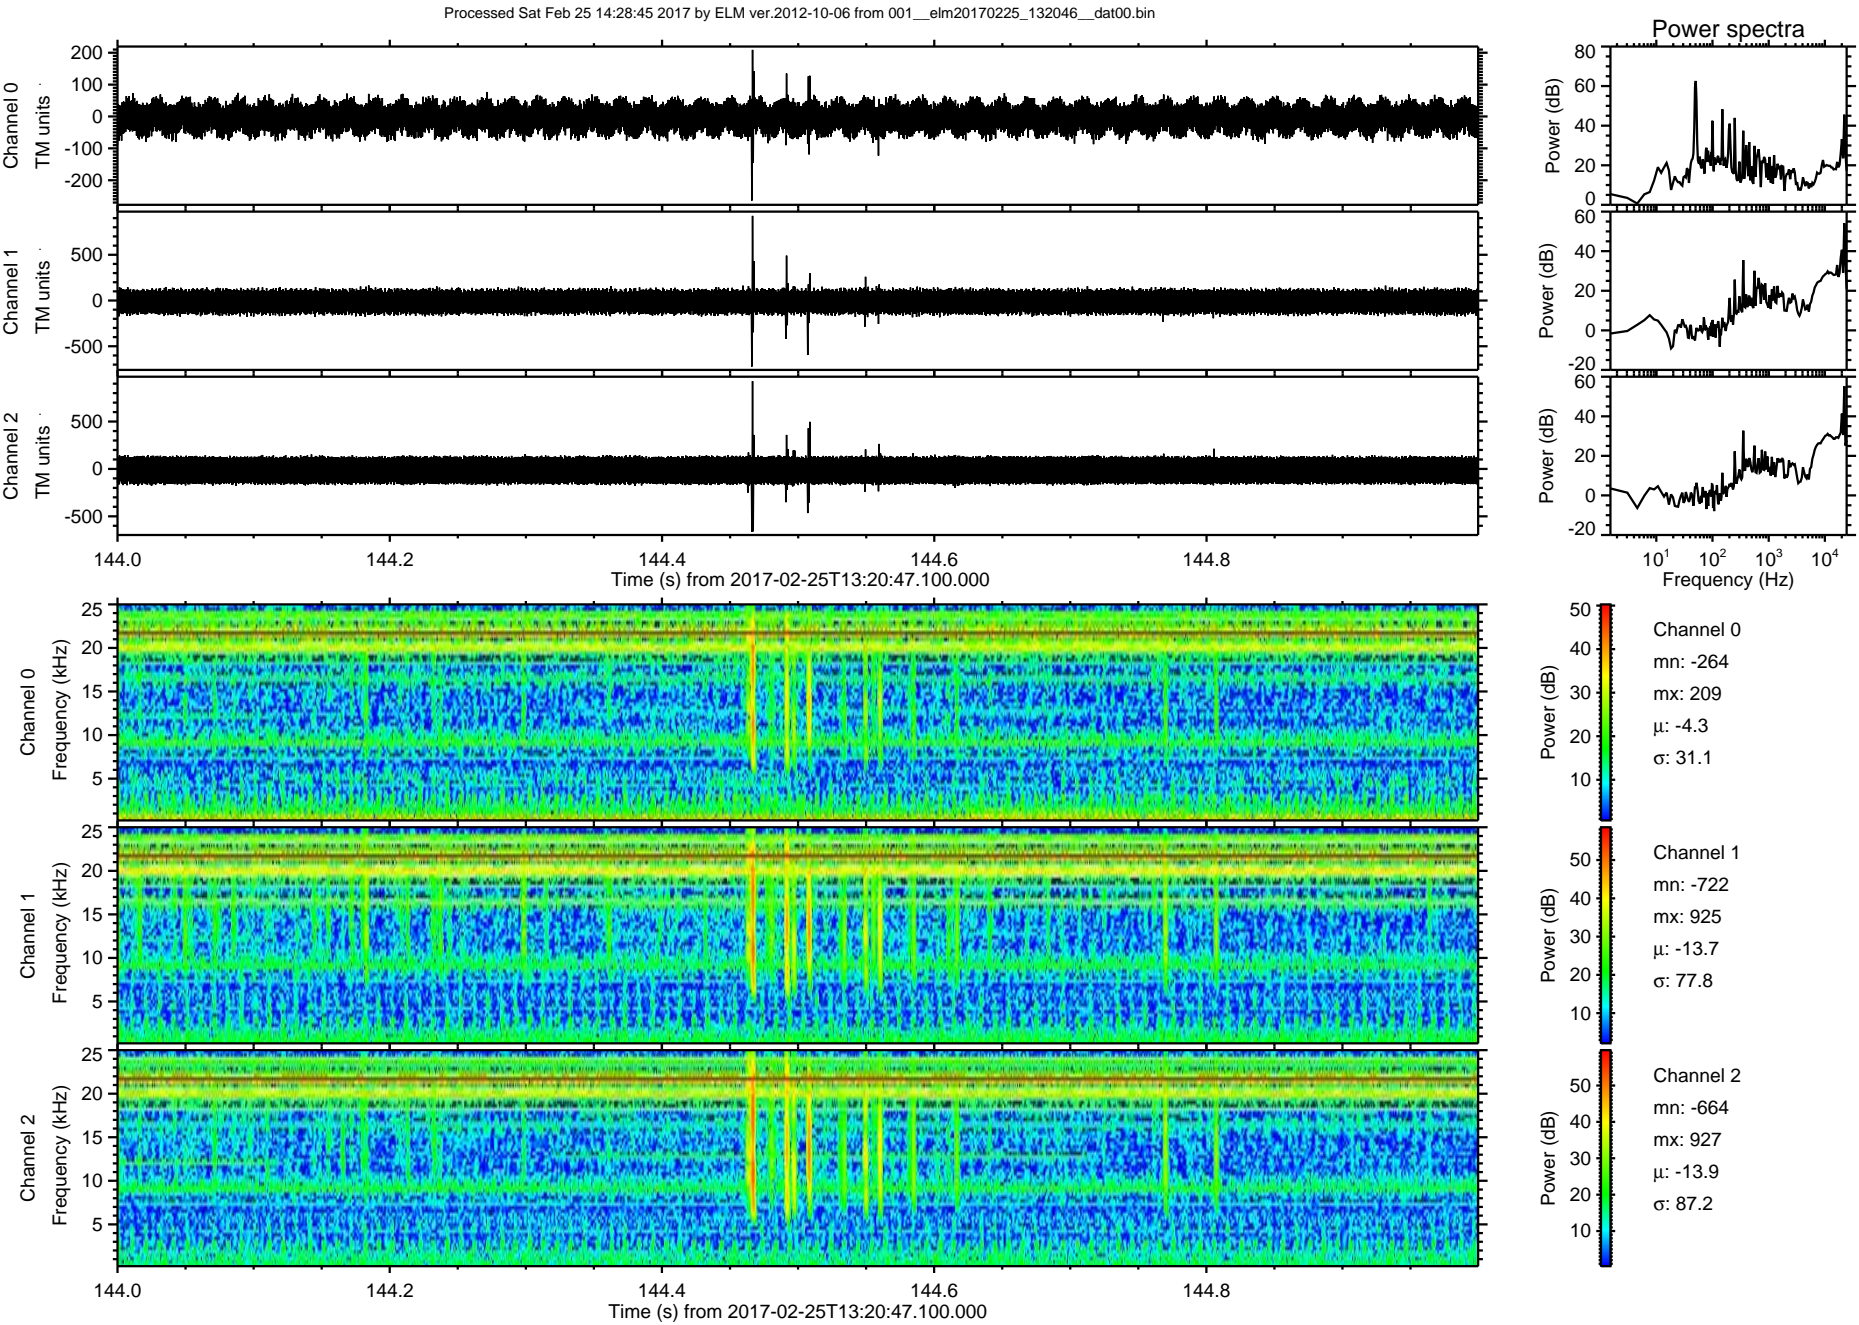 Processed Sat Feb 25 14:28:45 2017 by ELM ver.2012-10-06 from 001__elm20170225_132046__dat00.bin
Power spectra
Channel 0
TM units
200
100
0
-100
-200
Power (dB)
80
60
40
20
0
Channel 1
TM units
500
0
-500
Power (dB)
60
40
20
0
-20
Channel 2
TM units
500
0
-500
Power (dB)
60
40
20
0
-20
144.0 144.2 144.4 144.6 144.8
Time (s) from 2017-02-25T13:20:47.100.000
10^1 10^2 10^3 10^4
Frequency (Hz)
Channel 0
Frequency (kHz)
25
20
15
10
5
Power (dB)
50
40
30
20
10
Channel 0
mn: -264
mx: 209
μ: -4.3
σ: 31.1
Channel 1
Frequency (kHz)
25
20
15
10
5
Power (dB)
50
40
30
20
10
Channel 1
mn: -722
mx: 925
μ: -13.7
σ: 77.8
Channel 2
Frequency (kHz)
25
20
15
10
5
Power (dB)
50
40
30
20
10
Channel 2
mn: -664
mx: 927
μ: -13.9
σ: 87.2
144.0 144.2 144.4 144.6 144.8
Time (s) from 2017-02-25T13:20:47.100.000